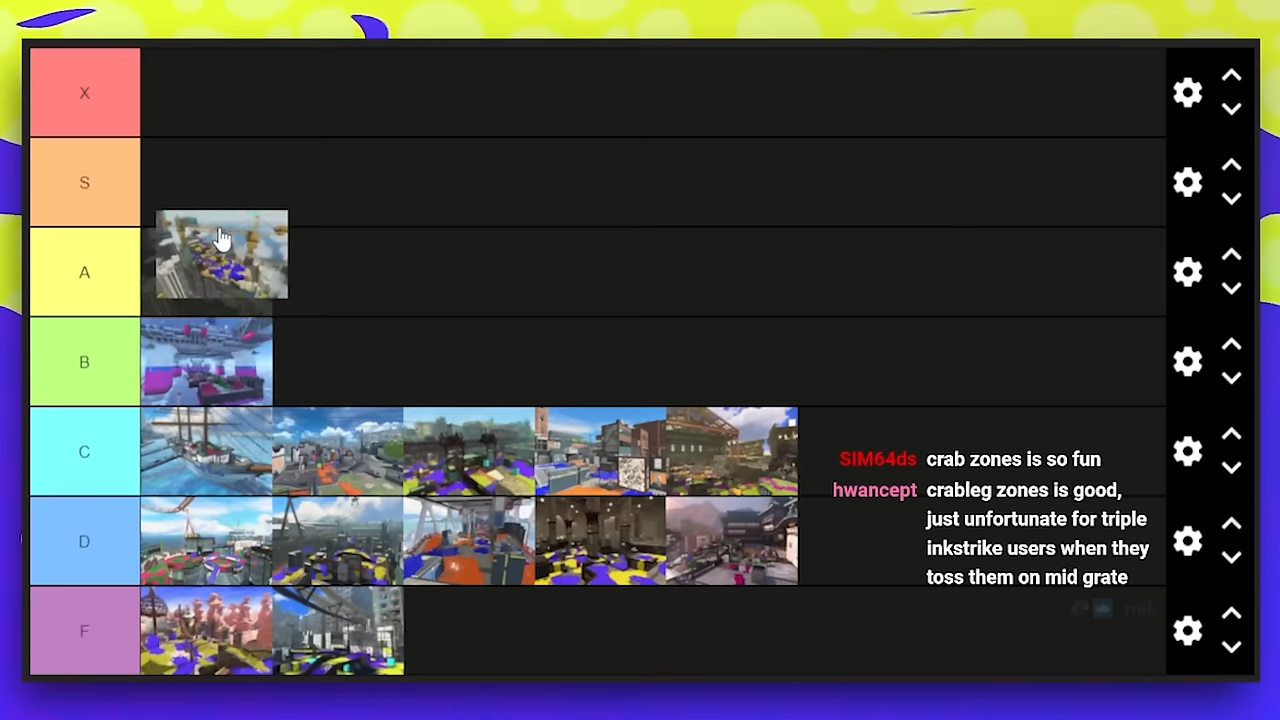 X
S
A
B
C
SIM64ds crab zones is so fun
hwancept crableg zones is good,
just unfortunate for triple
inkstrike users when they
toss them on mid grate
D
F